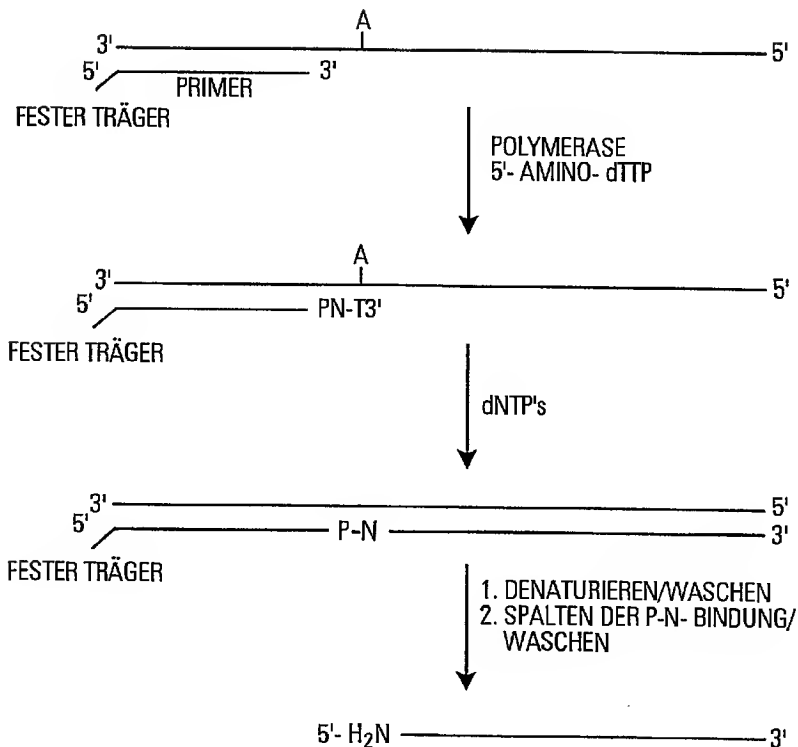 A
3' 5'
5' PRIMER 3'
FESTER TRÄGER
POLYMERASE
5'- AMINO- dTTP
A
3' 5'
5' PN-T3'
FESTER TRÄGER
dNTP's
3' 5'
5' P-N 3'
FESTER TRÄGER
1. DENATURIEREN/WASCHEN
2. SPALTEN DER P-N- BINDUNG/
WASCHEN
5'- H₂N 3'